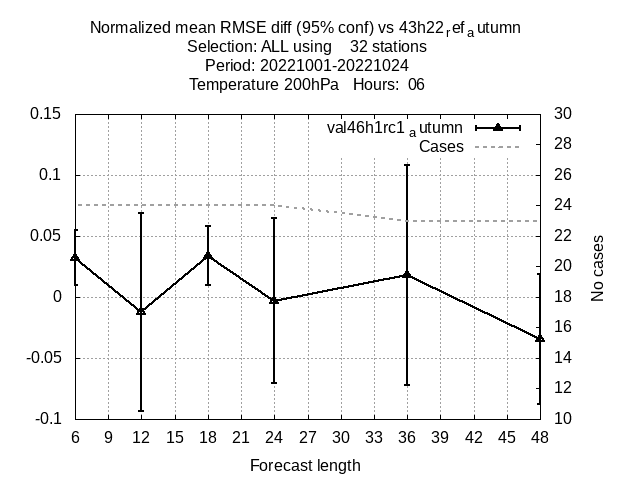 Normalized mean RMSE diff (95% conf) vs 43h22refautumn
Selection: ALL using 32 stations
Period: 20221001-20221024
Temperature 200hPa Hours: 06
0.15
0.1
0.05
0
-0.05
-0.1
val46h1rc1autumn
Cases
30
28
26
24
22
20
18
16
14
12
10
No cases
6 9 12 15 18 21 24 27 30 33 36 39 42 45 48
Forecast length